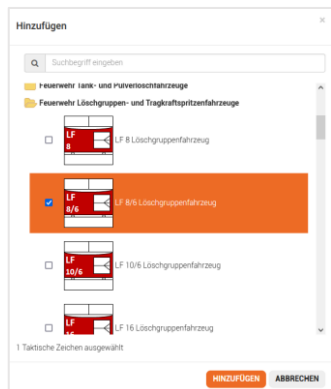 Hinzufügen
×
Suchbegriff eingeben
Feuerwehr Tank- und Pulverlöschfahrzeuge
Feuerwehr Löschgruppen- und Tragkraftspritzenfahrzeuge
LF
8
LF 8 Löschgruppenfahrzeug
LF
8/6
LF 8/6 Löschgruppenfahrzeug
LF
10/6
LF 10/6 Löschgruppenfahrzeug
LF
16
LF 16 Löschgruppenfahrzeug
1 Taktische Zeichen ausgewählt
HINZUFÜGEN ABBRECHEN